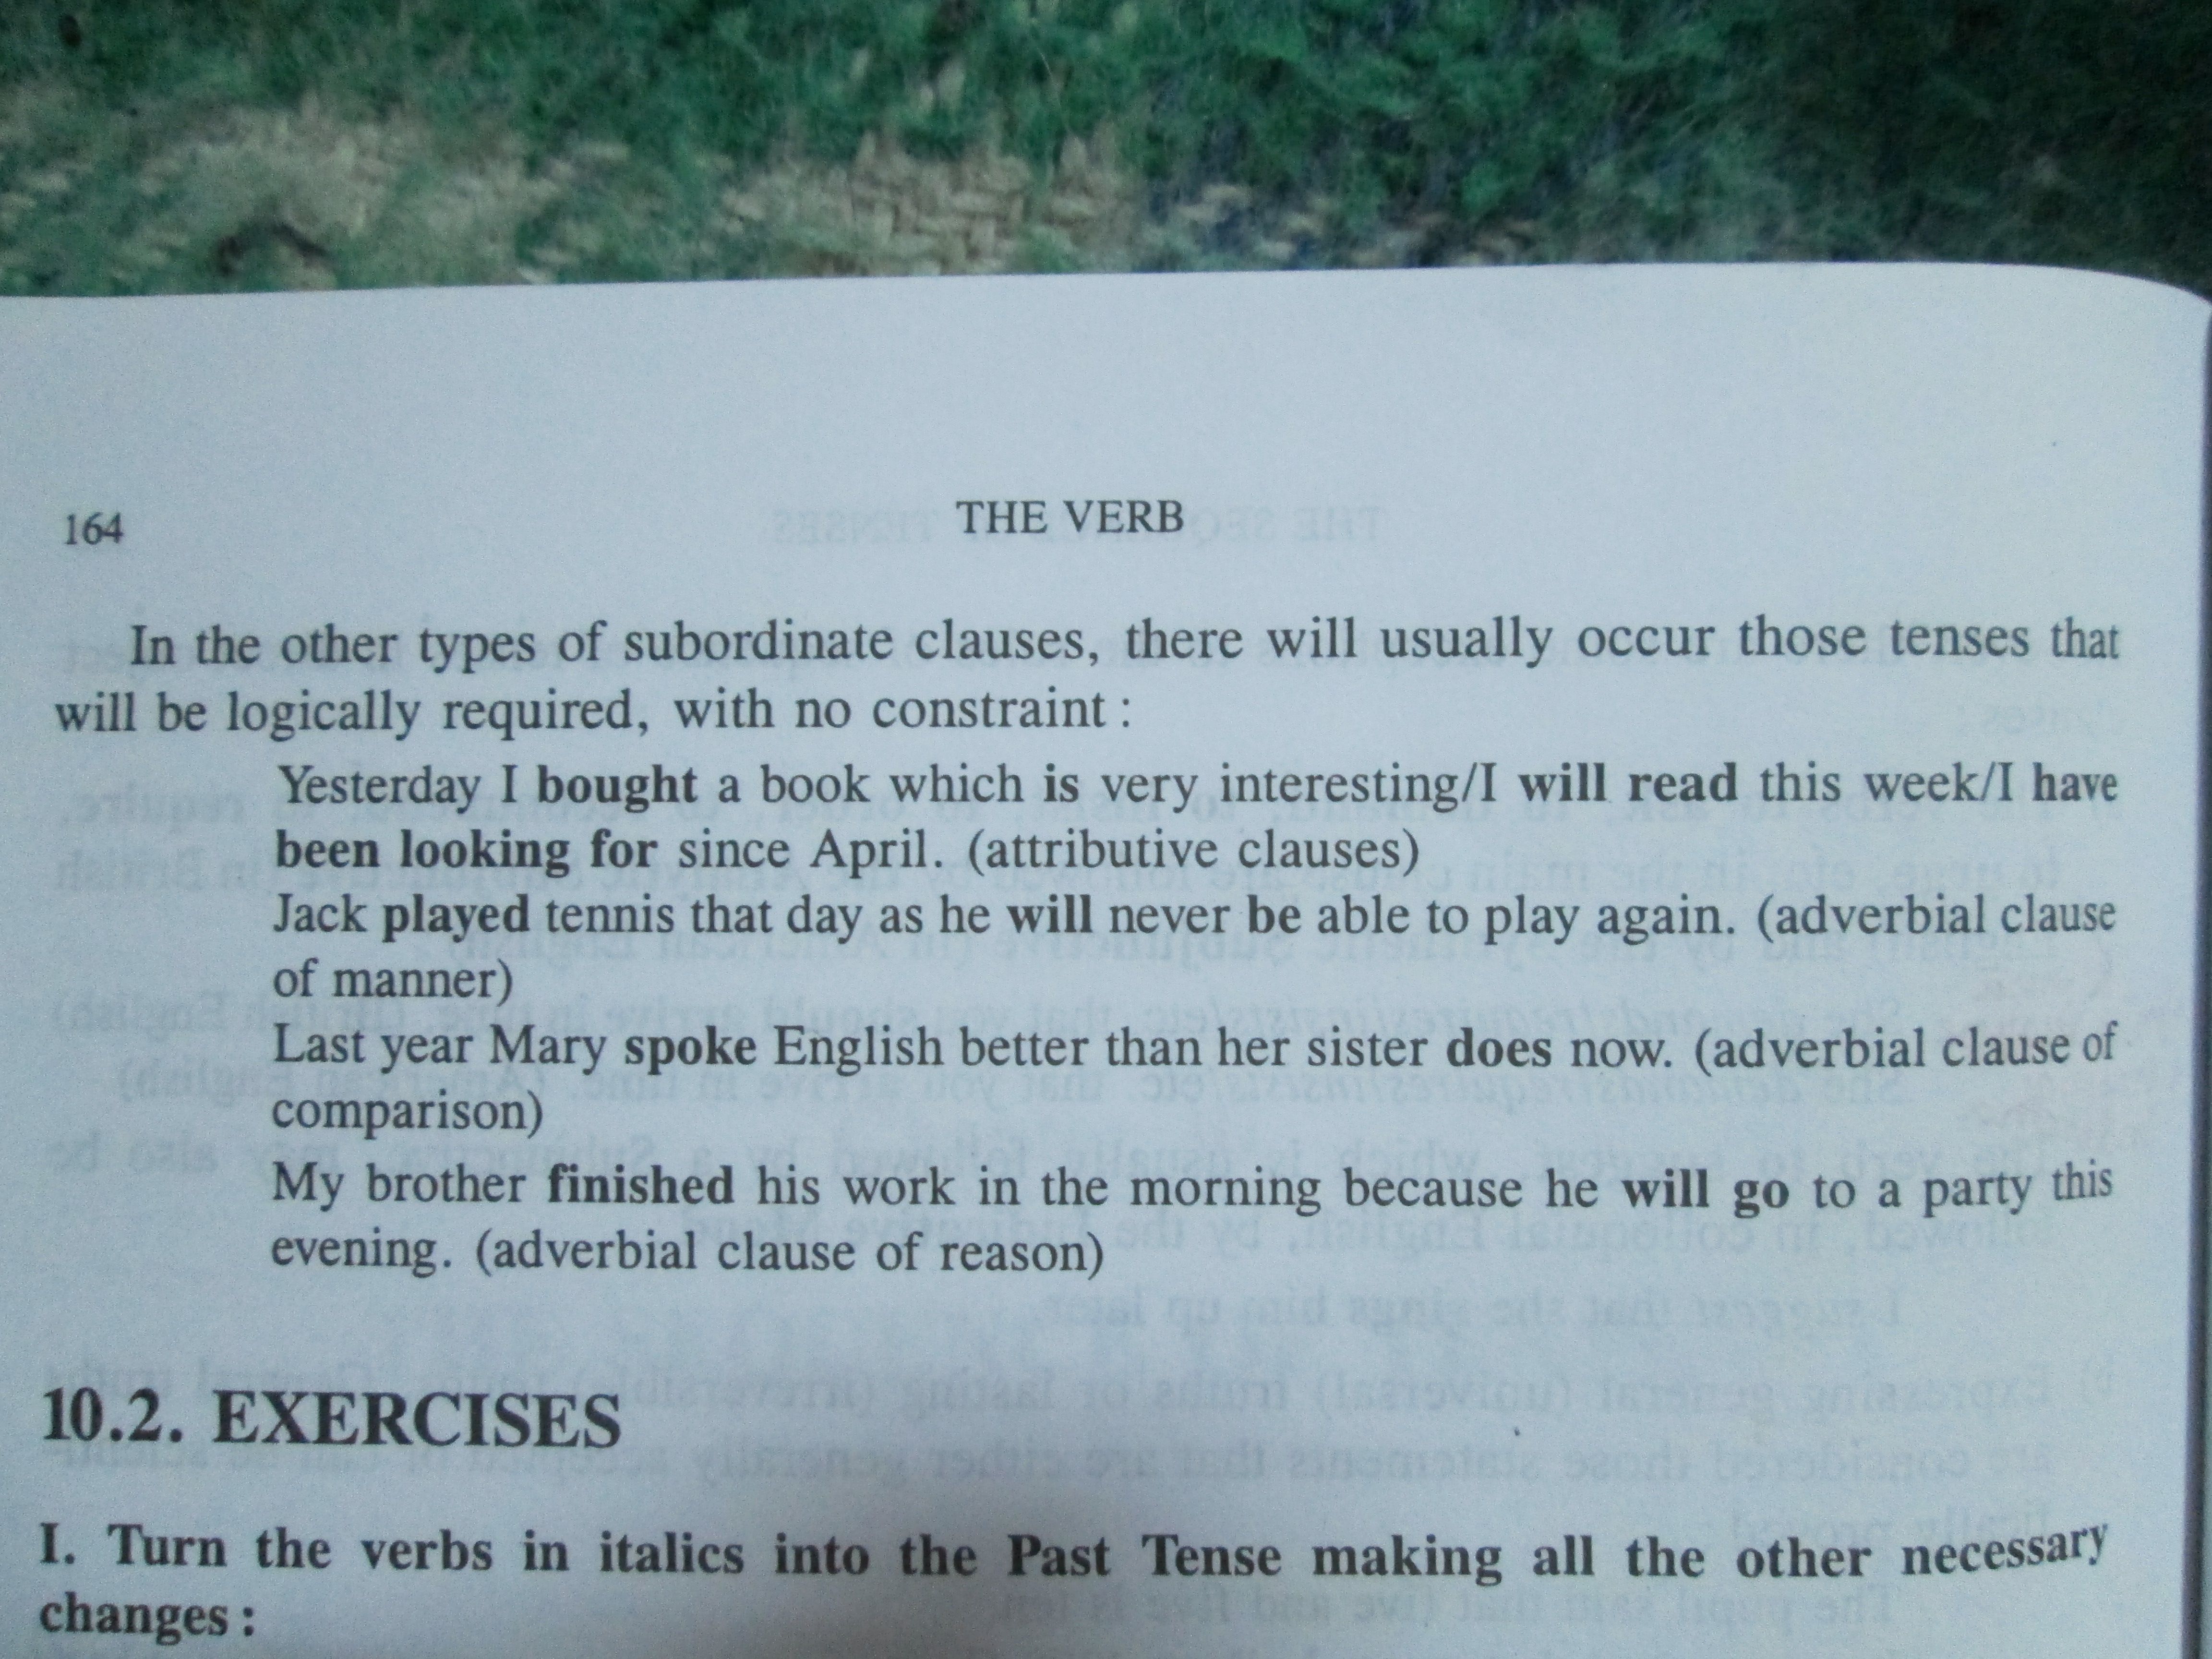 164 THE VERB
In the other types of subordinate clauses, there will usually occur those tenses that
will be logically required, with no constraint :
Yesterday I bought a book which is very interesting/I will read this week/I have
been looking for since April. (attributive clauses)
Jack played tennis that day as he will never be able to play again. (adverbial clause
of manner)
Last year Mary spoke English better than her sister does now. (adverbial clause of
comparison)
My brother finished his work in the morning because he will go to a party this
evening. (adverbial clause of reason)
10.2. EXERCISES
I. Turn the verbs in italics into the Past Tense making all the other necessary
changes :